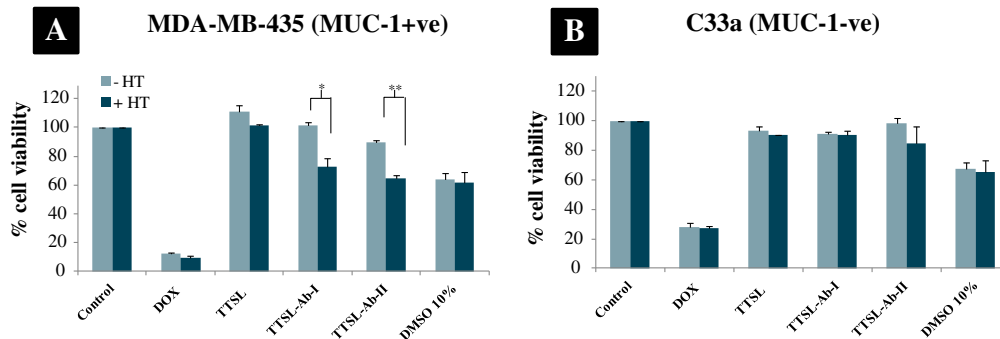 A
MDA-MB-435 (MUC-1+ve)
- HT
+ HT
% cell viability
120
100
80
60
40
20
0
*
**
Control
DOX
TTSL
TTSL-Ab-I
TTSL-Ab-II
DMSO 10%
B
C33a (MUC-1-ve)
% cell viability
120
100
80
60
40
20
0
Control
DOX
TTSL
TTSL-Ab-I
TTSL-Ab-II
DMSO 10%